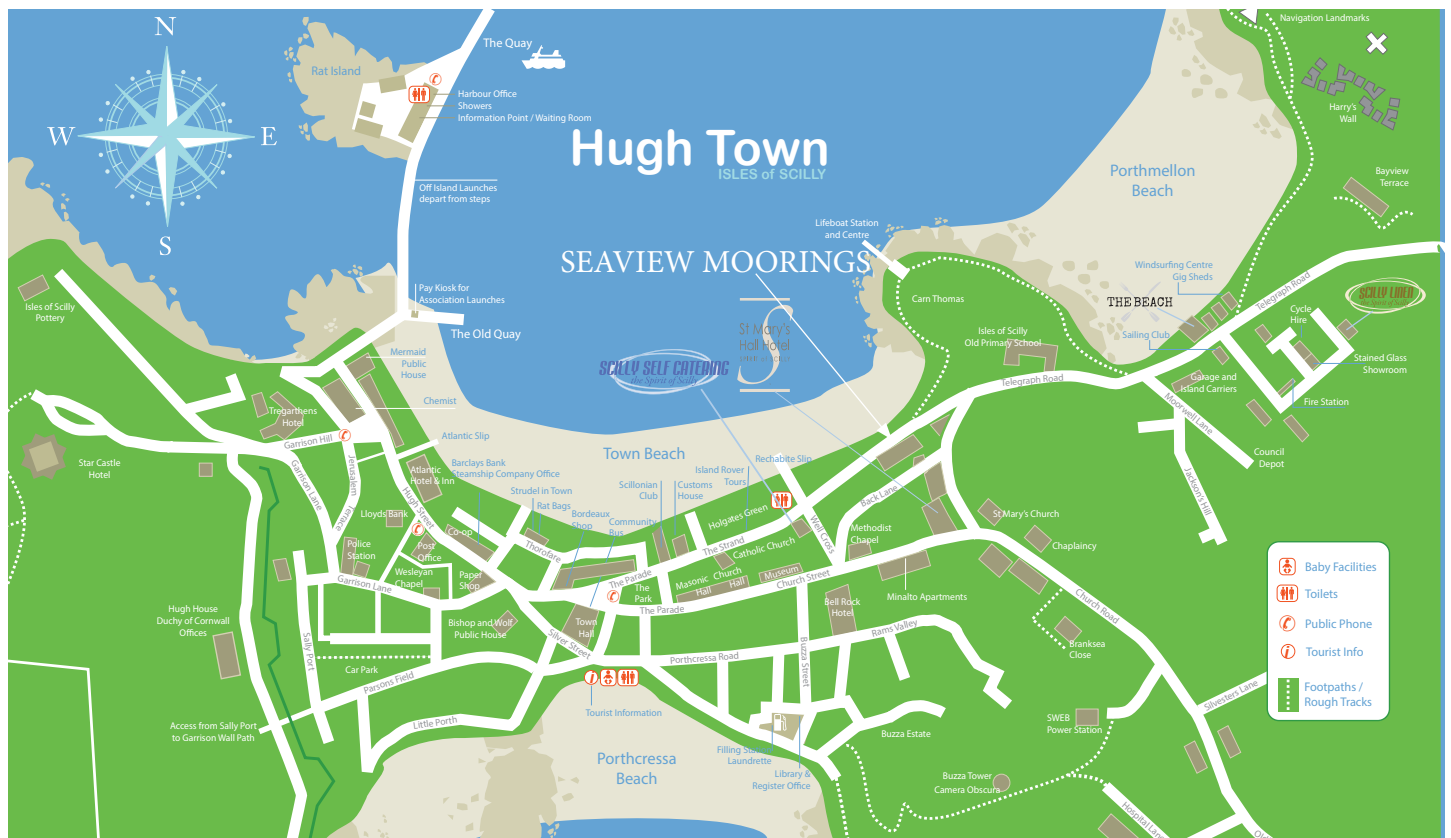 N
W
E
S
Rat Island
The Quay
Harbour Office
Showers
Information Point / Waiting Room
Hugh Town
ISLES of SCILLY
Off Island Launches
depart from steps
Pay Kiosk for
Association Launches
The Old Quay
SEAVIEW MOORINGS
Lifeboat Station
and Centre
Navigation Landmarks
Harry's
Wall
Bayview
Terrace
Porthmellon
Beach
Windsurfing Centre
Gig Sheds
THE BEACH
Sailing Club
Telegraph Road
SCILLY LINEN
the Spirit of Scilly
Cycle
Hire
Stained Glass
Showroom
Fire Station
Garage and
Island Carriers
Moorwell Lane
Council
Depot
Jackson's Hill
Carn Thomas
Isles of Scilly
Old Primary School
Telegraph Road
St Mary's
Hall Hotel
SCILLY SELF CATERING
the Spirit of Scilly
Isles of Scilly
Pottery
Mermaid
Public
House
Chemist
Tregarthens
Hotel
Garrison Hill
Star Castle
Hotel
Atlantic Slip
Atlantic
Hotel & Inn
Barclays Bank
Steamship Company Office
Strudel in Town
Rat Bags
Bordeaux
Shop
Community
Bus
Town Beach
Scillonian
Club
Customs
House
Island Rover
Tours
Rechabite Slip
Holgates Green
The Strand
Well Cross
Back Lane
Methodist
Chapel
St Mary's Church
Chaplaincy
Garrison Lane
Jerusalem
Terrace
Hugh Street
Lloyds Bank
Post
Office
Co-op
Police
Station
Wesleyan
Chapel
Paper
Shop
Garrison Lane
Thorofare
The Parade
The
Park
The Parade
Catholic Church
Masonic
Hall
Church
Hall
Museum
Church Street
Bell Rock
Hotel
Minalto Apartments
Church Road
Rams Valley
Branksea
Close
Hugh House
Duchy of Cornwall
Offices
Bishop and Wolf
Public House
Town
Hall
Silver Street
Sally Port
Car Park
Parsons Field
Little Porth
Porthcressa Road
Buzza Street
Access from Sally Port
to Garrison Wall Path
Tourist Information
Porthcressa
Beach
Filling Station
Laundrette
Library &
Register Office
Buzza Estate
SWEB
Power Station
Silvesters Lane
Buzza Tower
Camera Obscura
Hospital Lane
Baby Facilities
Toilets
Public Phone
Tourist Info
Footpaths /
Rough Tracks